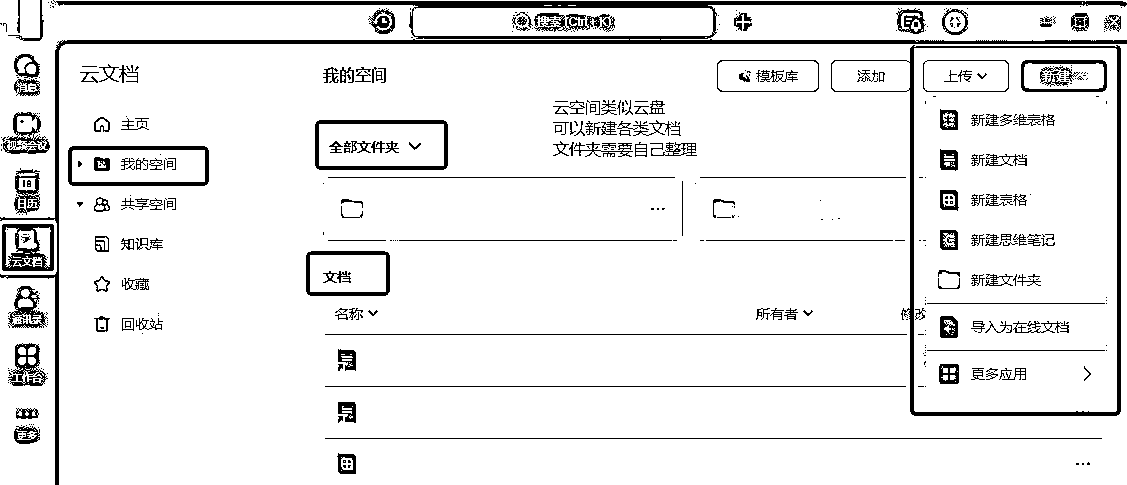 搜索 (Ctrl + K)
消息
视频会议
日历
18
云文档
通讯录
工作台
更多
云文档
主页
我的空间
共享空间
知识库
收藏
回收站
我的空间
模板库
添加
上传
新建
云空间类似云盘
可以新建各类文档
文件夹需要自己整理
全部文件夹
文档
名称
所有者
修改
新建多维表格
新建文档
新建表格
新建思维笔记
新建文件夹
导入为在线文档
更多应用